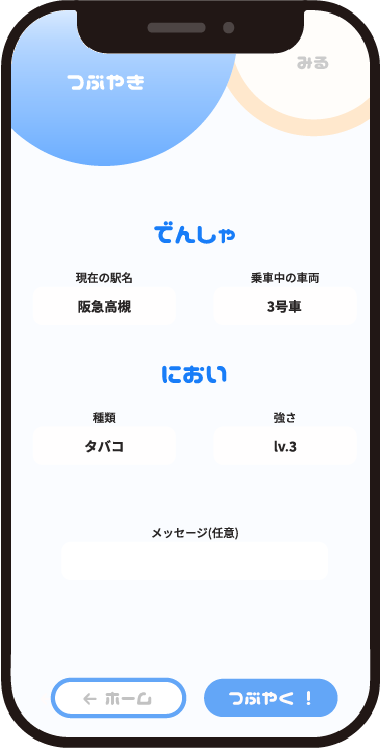 つぶやき
みる
でんしゃ
現在の駅名
乗車中の車両
阪急高槻
3号車
におい
種類
強さ
タバコ
lv.3
メッセージ(任意)
← ホーム
つぶやく !